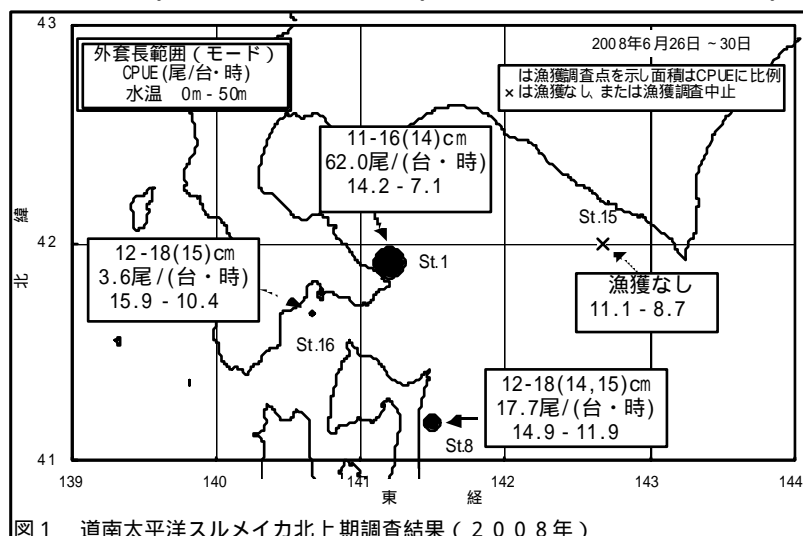 43
外套長範囲(モード)
CPUE(尾/台・時)
水温 0m-50m
2008年6月26日~30日
は漁獲調査点を示し面積はCPUEに比例
×は漁獲なし、または漁獲調査中止
11-16(14)cm
62.0尾/(台・時)
14.2-7.1
St.15
北緯
42
12-18(15)cm
3.6尾/(台・時)
15.9-10.4
St.1
漁獲なし
11.1-8.7
St.16
12-18(14,15)cm
17.7尾/(台・時)
14.9-11.9
St.8
41
139 140 141 142 143 144
東経
図1 道南太平洋スルメイカ北上期調査結果(2008年)